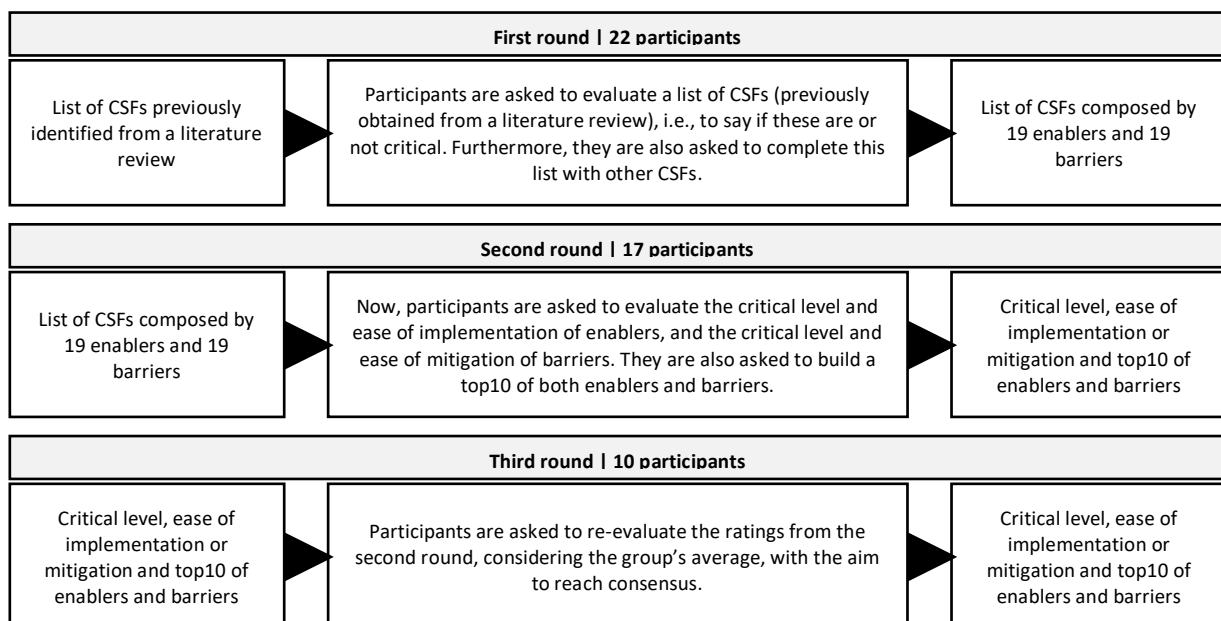 First round | 22 participants
List of CSFs previously
identified from a literature
review
Participants are asked to evaluate a list of CSFs (previously
obtained from a literature review), i.e., to say if these are or
not critical. Furthermore, they are also asked to complete this
list with other CSFs.
List of CSFs composed by
19 enablers and 19
barriers
Second round | 17 participants
List of CSFs composed by
19 enablers and 19
barriers
Now, participants are asked to evaluate the critical level and
ease of implementation of enablers, and the critical level and
ease of mitigation of barriers. They are also asked to build a
top10 of both enablers and barriers.
Critical level, ease of
implementation or
mitigation and top10 of
enablers and barriers
Third round | 10 participants
Critical level, ease of
implementation or
mitigation and top10 of
enablers and barriers
Participants are asked to re-evaluate the ratings from the
second round, considering the group’s average, with the aim
to reach consensus.
Critical level, ease of
implementation or
mitigation and top10 of
enablers and barriers